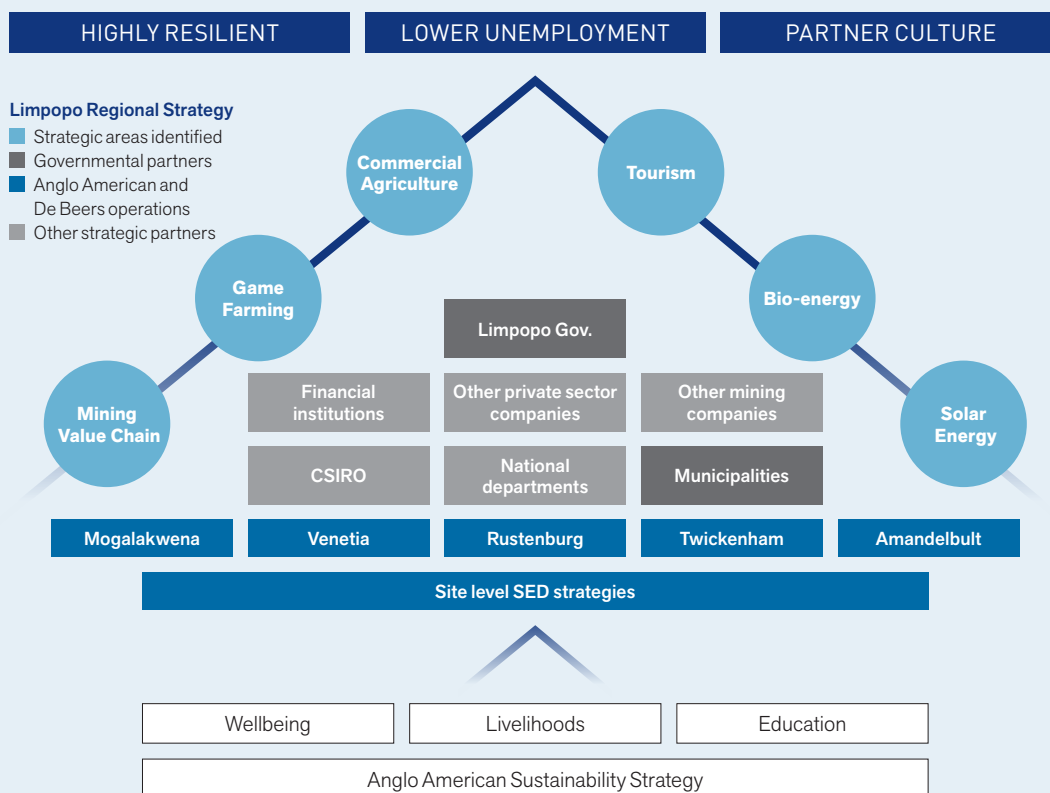 HIGHLY RESILIENT
LOWER UNEMPLOYMENT
PARTNER CULTURE
Limpopo Regional Strategy
Strategic areas identified
Governmental partners
Anglo American and
De Beers operations
Other strategic partners
Commercial
Agriculture
Tourism
Game
Farming
Bio-energy
Mining
Value Chain
Solar
Energy
Limpopo Gov.
Financial
institutions
Other private sector
companies
Other mining
companies
CSIRO
National
departments
Municipalities
Mogalakwena
Venetia
Rustenburg
Twickenham
Amandelbult
Site level SED strategies
Wellbeing
Livelihoods
Education
Anglo American Sustainability Strategy